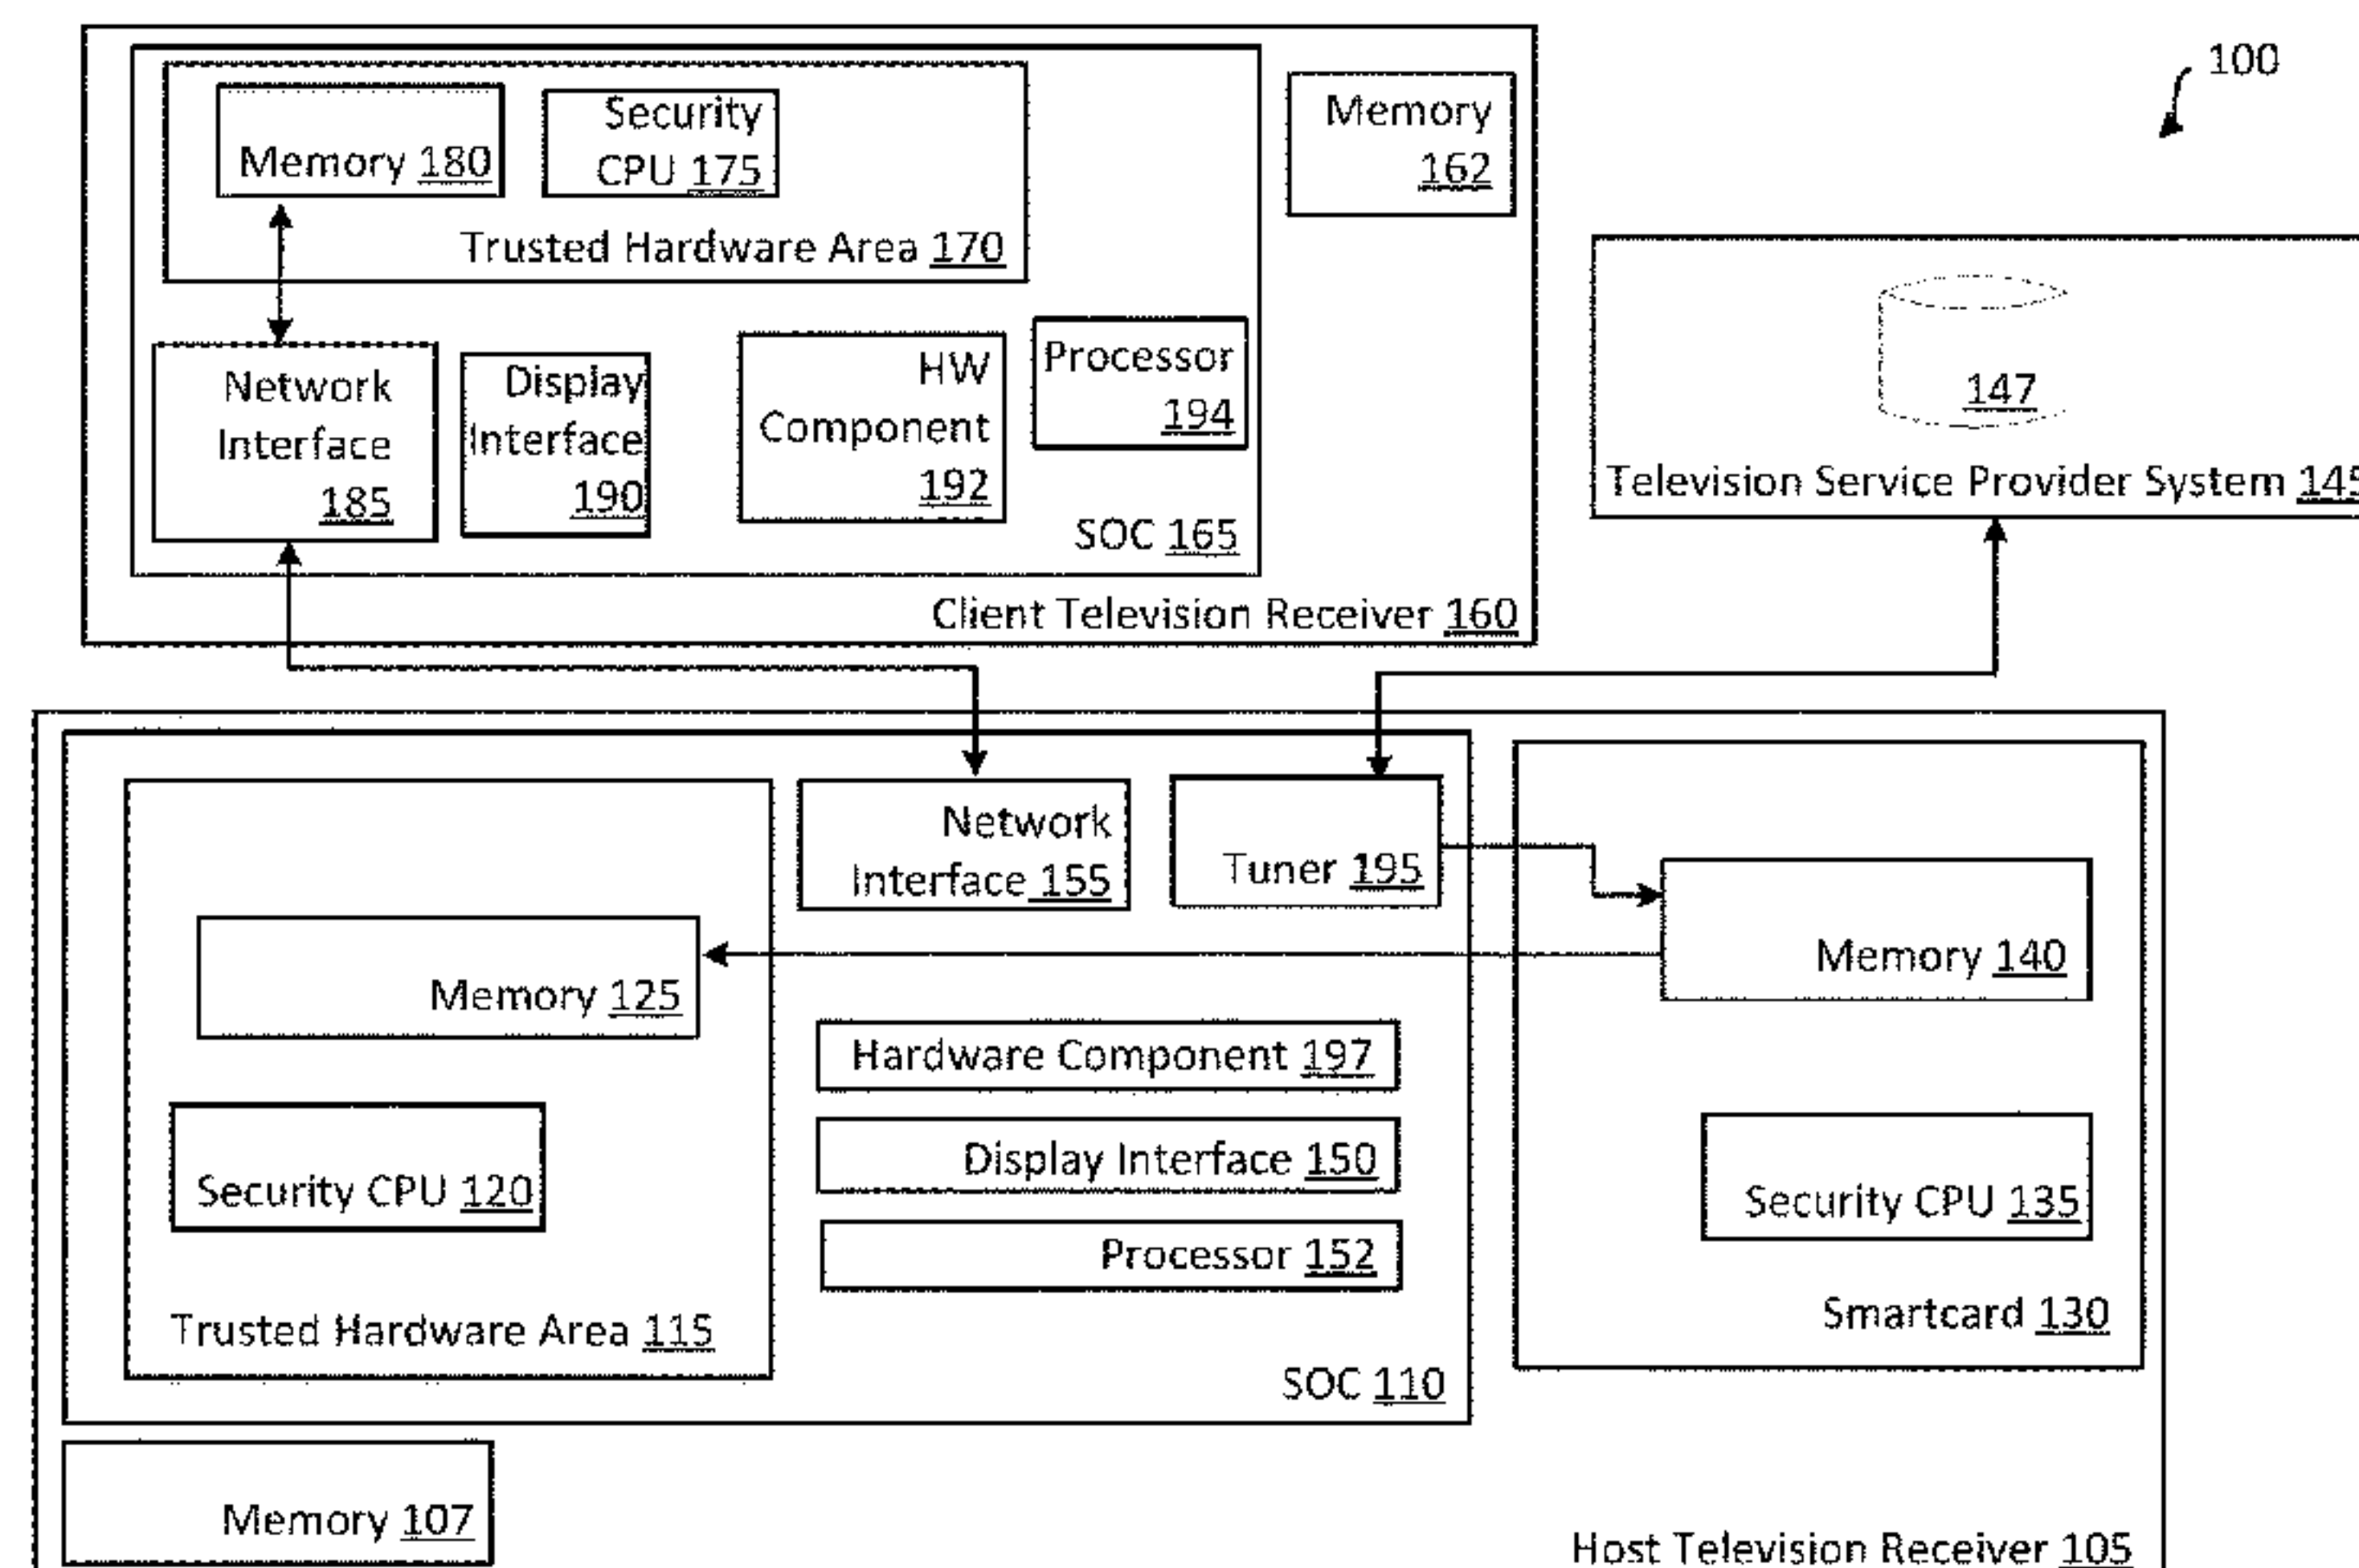 100
Memory 180
Security
CPU 175
Trusted Hardware Area 170
Memory
162
Network
Interface
185
Display
Interface
190
HW
Component
192
Processor
194
SOC 165
Client Television Receiver 160
147
Television Service Provider System 145
Network
Interface 155
Tuner 195
Memory 125
Memory 140
Hardware Component 197
Display Interface 150
Processor 152
Security CPU 120
Security CPU 135
Trusted Hardware Area 115
Smartcard 130
SOC 110
Memory 107
Host Television Receiver 105